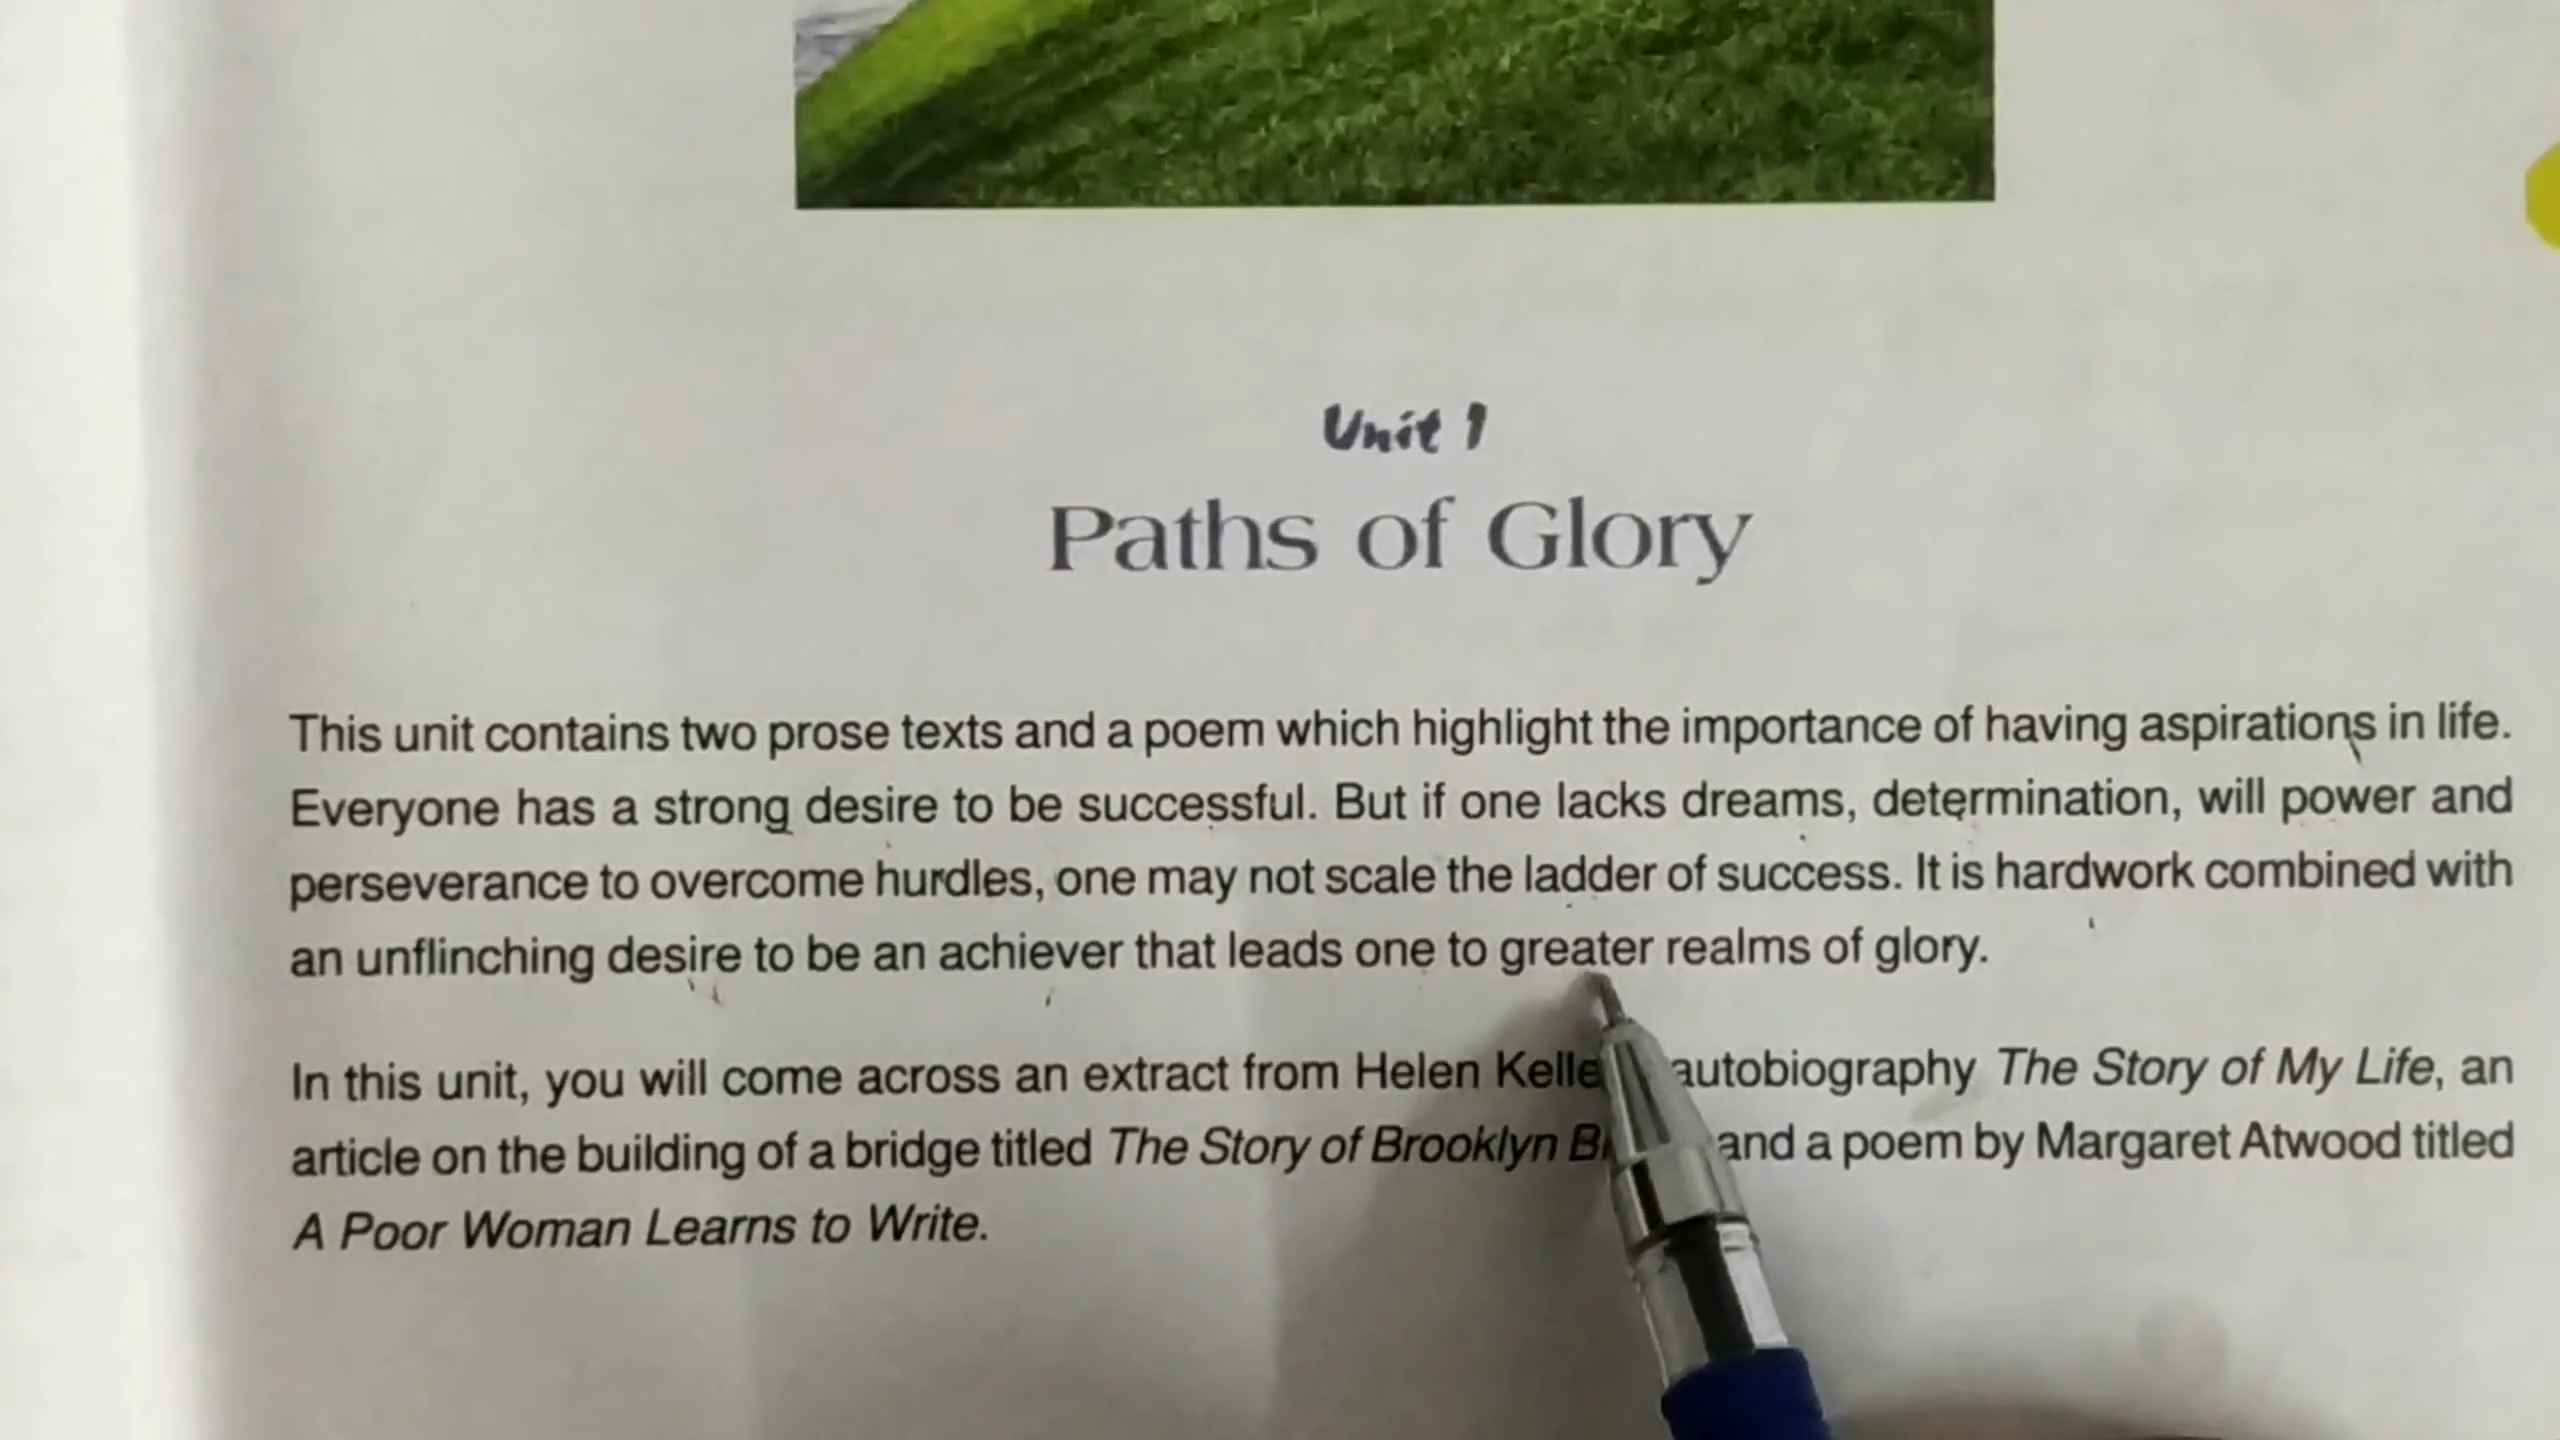 Unit 1
Paths of Glory
This unit contains two prose texts and a poem which highlight the importance of having aspirations in life.
Everyone has a strong desire to be successful. But if one lacks dreams, determination, will power and
perseverance to overcome hurdles, one may not scale the ladder of success. It is hardwork combined with
an unflinching desire to be an achiever that leads one to greater realms of glory.
In this unit, you will come across an extract from Helen autobiography The Story of My Life, an
article on the building of a bridge titled The Story of Brooklyn and a poem by Margaret Atwood titled
A Poor Woman Learns to Write.